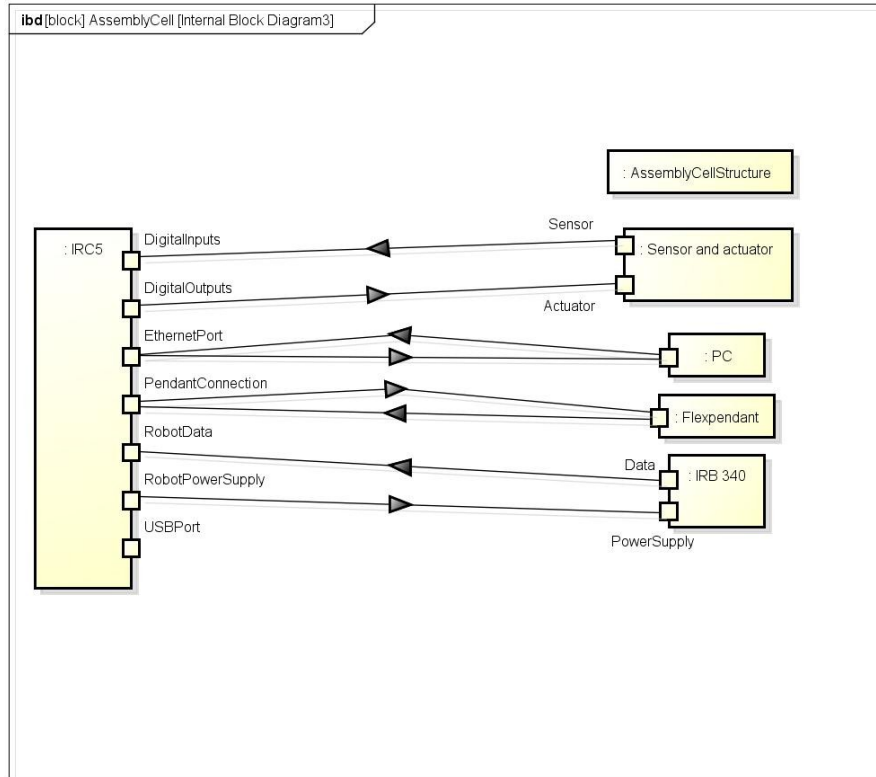 ibd [block] AssemblyCell [Internal Block Diagram3]
: AssemblyCellStructure
: IRC5
DigitalInputs
Sensor
: Sensor and actuator
DigitalOutputs
Actuator
EthernetPort
: PC
PendantConnection
: Flexpendant
RobotData
Data
: IRB 340
RobotPowerSupply
USBPort
PowerSupply